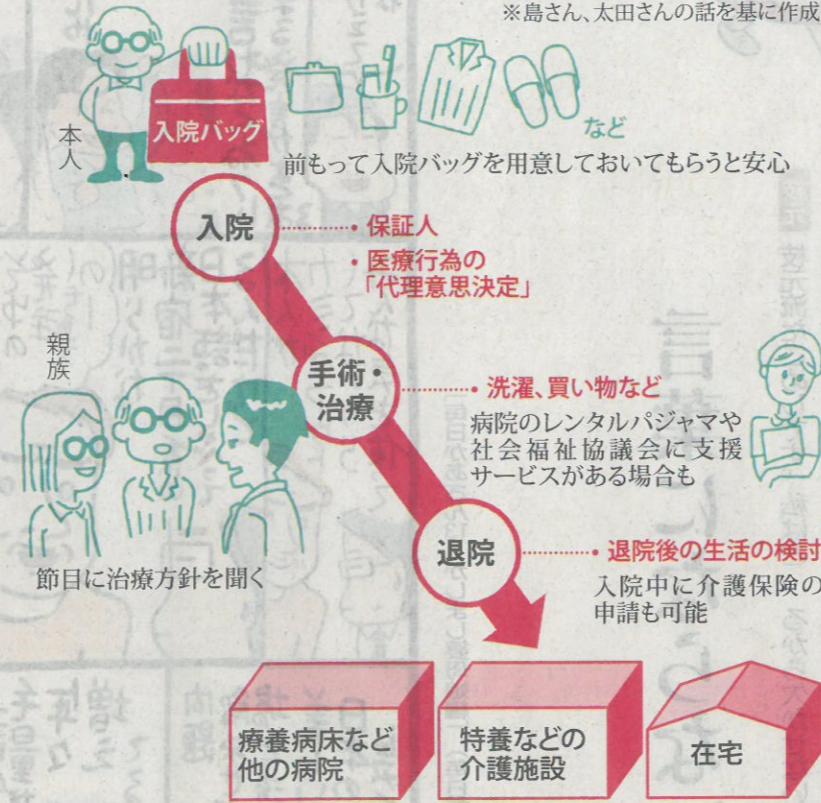 ※島さん、太田さんの話を基に作成
本人
入院バッグ
など
前もって入院バッグを用意しておいてもらうと安心
入院
・保証人
・医療行為の
「代理意思決定」
親族
手術・
治療
・洗濯、買い物など
病院のレンタルパジャマや
社会福祉協議会に支援
サービスがある場合も
節目に治療方針を聞く
退院
・退院後の生活の検討
入院中に介護保険の
申請も可能
療養病床など
他の病院
特養などの
介護施設
在宅